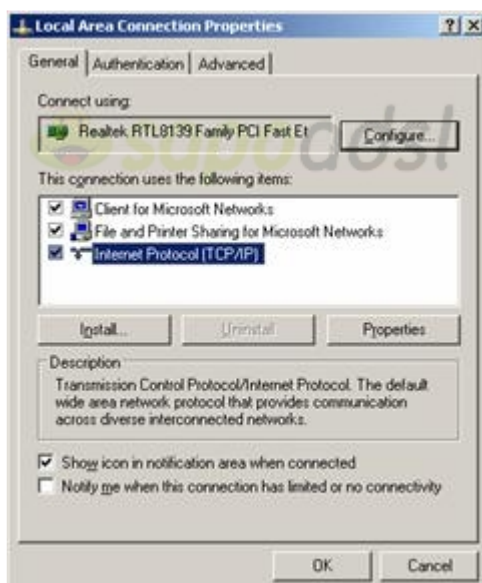 Local Area Connection Properties
General Authentication Advanced
Connect using:
Realtek RTL8139 Family PCI Fast Et
Configure...
This connection uses the following items:
Client for Microsoft Networks
File and Printer Sharing for Microsoft Networks
Internet Protocol (TCP/IP)
Install... Uninstall Properties
Description
Transmission Control Protocol/Internet Protocol. The default
wide area network protocol that provides communication
across diverse interconnected networks.
Show icon in notification area when connected
Notify me when this connection has limited or no connectivity
OK Cancel